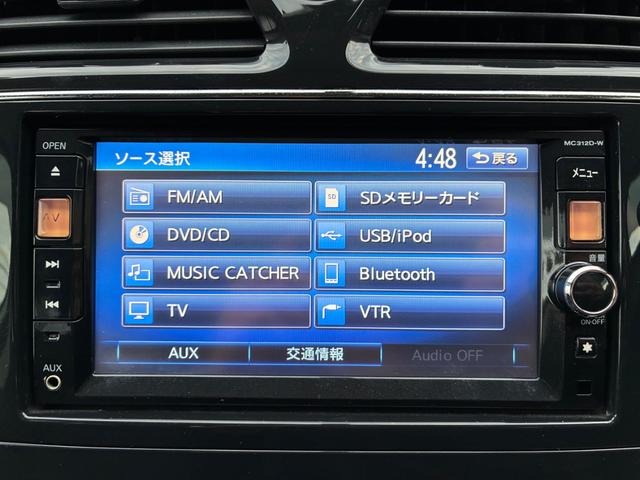 OPEN
MC312D-W
ソース選択
4:48
戻る
メニュー
AV
FM/AM
SD
SDメモリーカード
DVD/CD
USB/iPod
MUSIC CATCHER
Bluetooth
TV
VTR
音量
ON·OFF
AUX
交通情報
Audio OFF
AUX